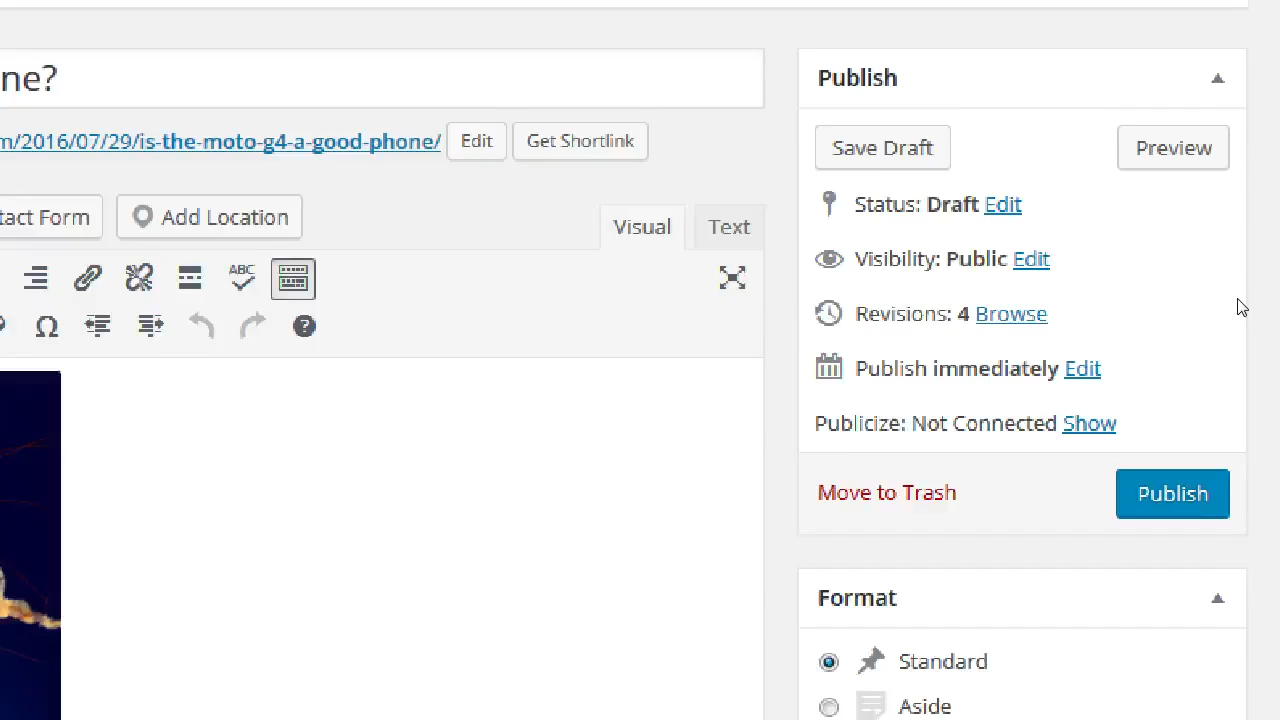 ne?
m/2016/07/29/is-the-moto-g4-a-good-phone/ Edit Get Shortlink
tact Form Add Location
Visual Text
ABC
Publish
Save Draft Preview
Status: Draft Edit
Visibility: Public Edit
Revisions: 4 Browse
Publish immediately Edit
Publicize: Not Connected Show
Move to Trash Publish
Format
Standard
Aside